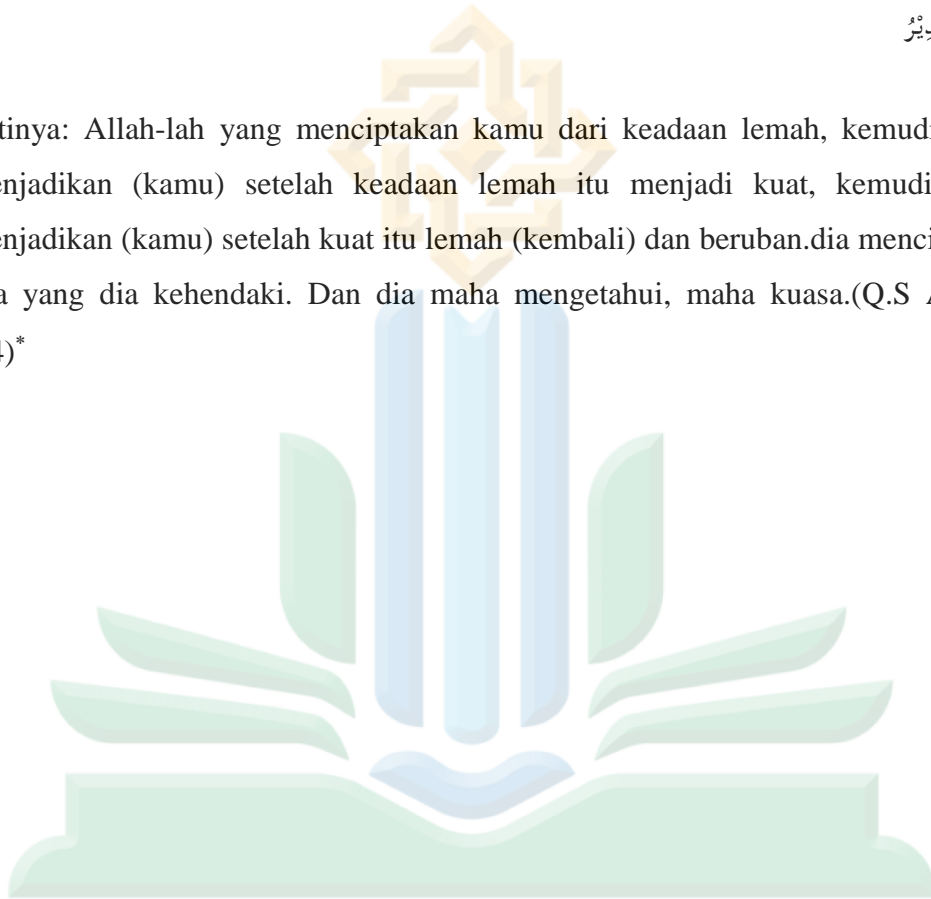 ِيْرُ
tinya: Allah-lah yang menciptakan kamu dari keadaan lemah, kemudi
enjadikan (kamu) setelah keadaan lemah itu menjadi kuat, kemudi
enjadikan (kamu) setelah kuat itu lemah (kembali) dan beruban.dia menci
a yang dia kehendaki. Dan dia maha mengetahui, maha kuasa.(Q.S A
4)*